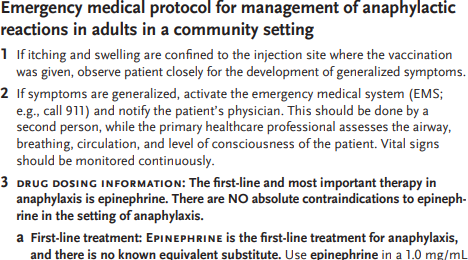 Emergency medical protocol for management of anaphylactic
reactions in adults in a community setting
1 If itching and swelling are confined to the injection site where the vaccination
was given, observe patient closely for the development of generalized symptoms.
2 If symptoms are generalized, activate the emergency medical system (EMS;
e.g., call 911) and notify the patient’s physician. This should be done by a
second person, while the primary healthcare professional assesses the airway,
breathing, circulation, and level of consciousness of the patient. Vital signs
should be monitored continuously.
3 DRUG DOSING INFORMATION: The first-line and most important therapy in
anaphylaxis is epinephrine. There are NO absolute contraindications to epineph-
rine in the setting of anaphylaxis.
a First-line treatment: EPINEPHRINE is the first-line treatment for anaphylaxis,
and there is no known equivalent substitute. Use epinephrine in a 1.0 mg/mL